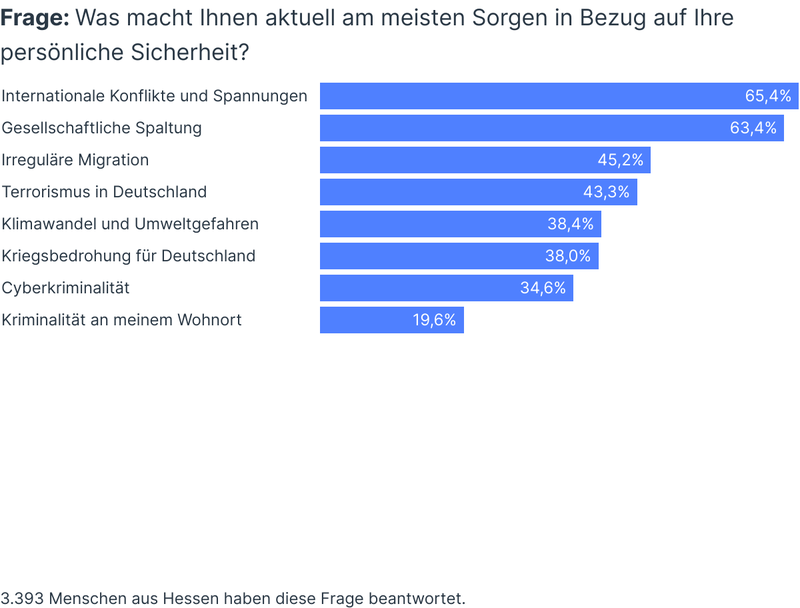 Frage: Was macht Ihnen aktuell am meisten Sorgen in Bezug auf Ihre
persönliche Sicherheit?
Internationale Konflikte und Spannungen 65,4%
Gesellschaftliche Spaltung 63,4%
Irreguläre Migration 45,2%
Terrorismus in Deutschland 43,3%
Klimawandel und Umweltgefahren 38,4%
Kriegsbedrohung für Deutschland 38,0%
Cyberkriminalität 34,6%
Kriminalität an meinem Wohnort 19,6%
3.393 Menschen aus Hessen haben diese Frage beantwortet.